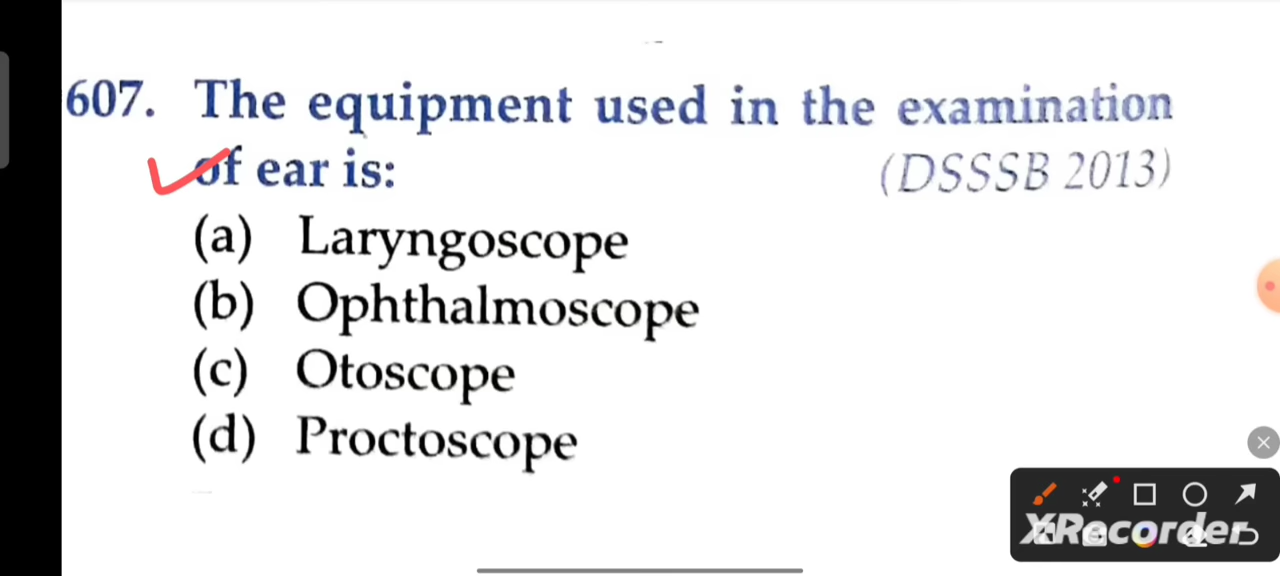 607. The equipment used in the examination
of ear is: (DSSSB 2013)
(a) Laryngoscope
(b) Ophthalmoscope
(c) Otoscope
(d) Proctoscope
XRecorder